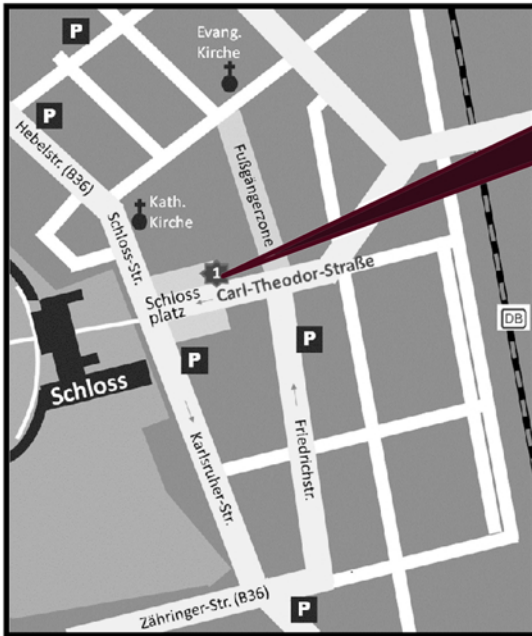 P
Evang.
Kirche
P
Hebelstr. (B36)
Fußgängerzone
Kath.
Kirche
Schloss-Str.
1
Schloss
platz
Carl-Theodor-Straße
DB
P
P
Schloss
Karlsruher-Str.
Friedrichstr.
Zähringer-Str. (B36)
P